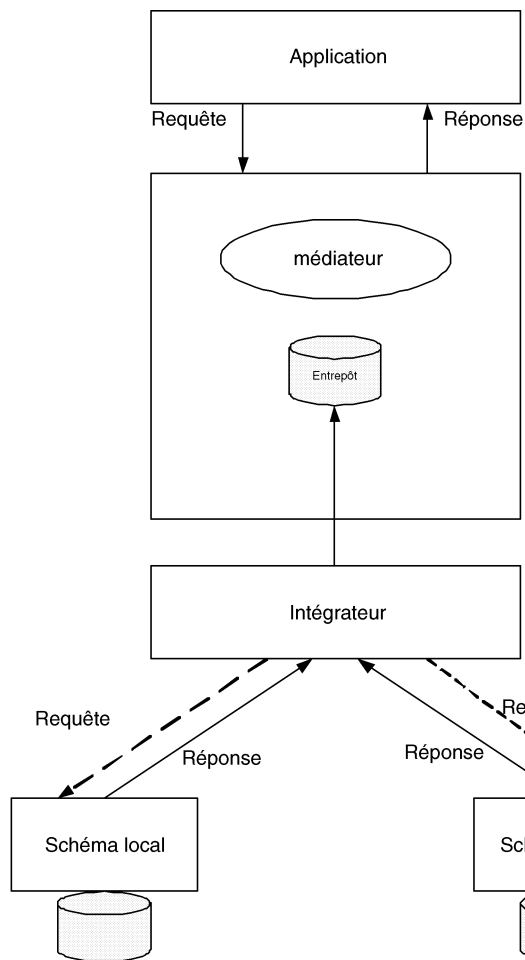 Application
Requête
Réponse
médiateur
Entrepôt
Intégrateur
Requête
Réponse
Réponse
Schéma local